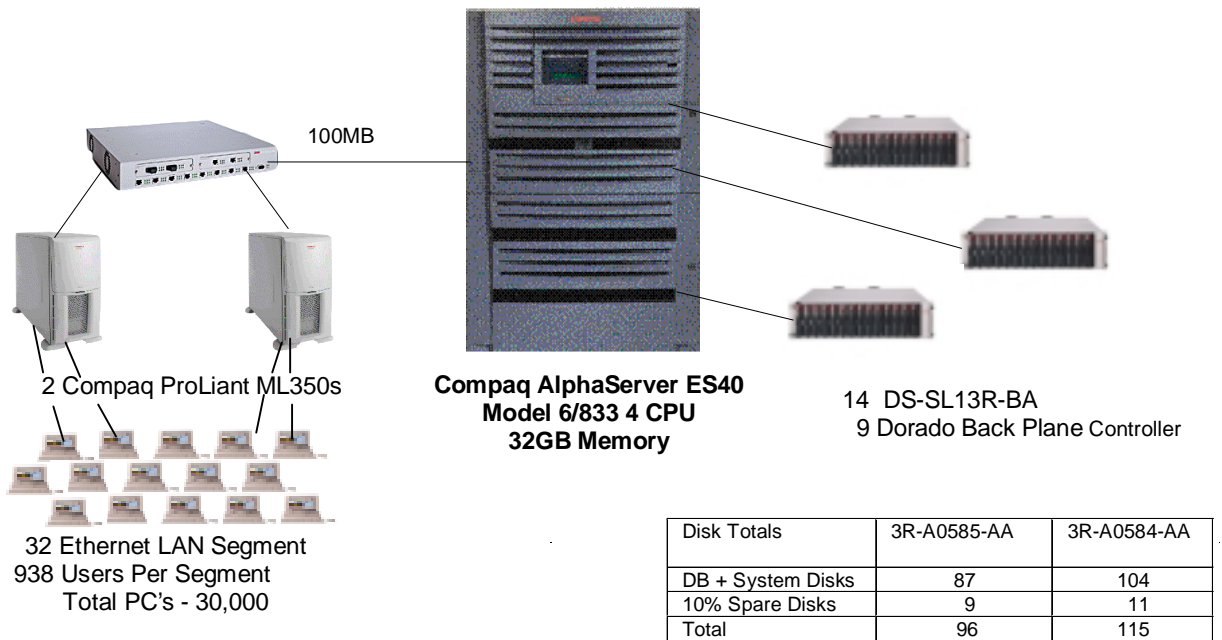 100MB
2 Compaq ProLiant ML350s
Compaq AlphaServer ES40
Model 6/833 4 CPU
32GB Memory
14 DS-SL13R-BA
9 Dorado Back Plane Controller
32 Ethernet LAN Segment
938 Users Per Segment
Total PC's - 30,000
Disk Totals 3R-A0585-AA 3R-A0584-AA
DB + System Disks 87 104
10% Spare Disks 9 11
Total 96 115